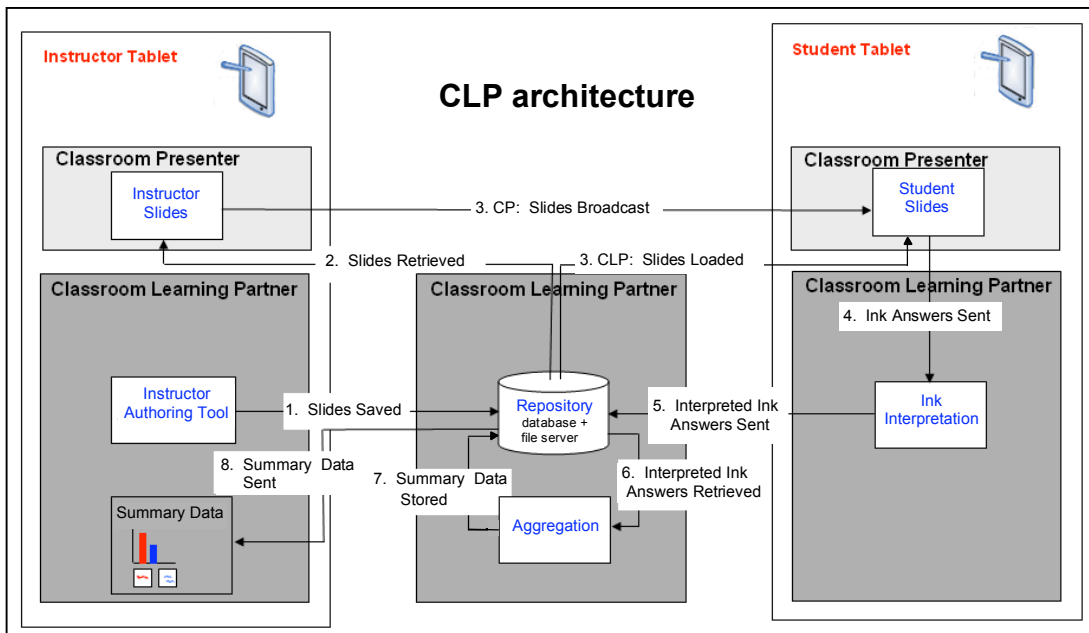 Instructor Tablet
Student Tablet
CLP architecture
Classroom Presenter
Classroom Presenter
Instructor
Slides
Student
Slides
3. CP: Slides Broadcast
2. Slides Retrieved
3. CLP: Slides Loaded
Classroom Learning Partner
Classroom Learning Partner
Classroom Learning Partner
4. Ink Answers Sent
Instructor
Authoring Tool
1. Slides Saved
Repository
database +
file server
5. Interpreted Ink
Answers Sent
Ink
Interpretation
8. Summary Data
Sent
7. Summary Data
Stored
6. Interpreted Ink
Answers Retrieved
Summary Data
Aggregation